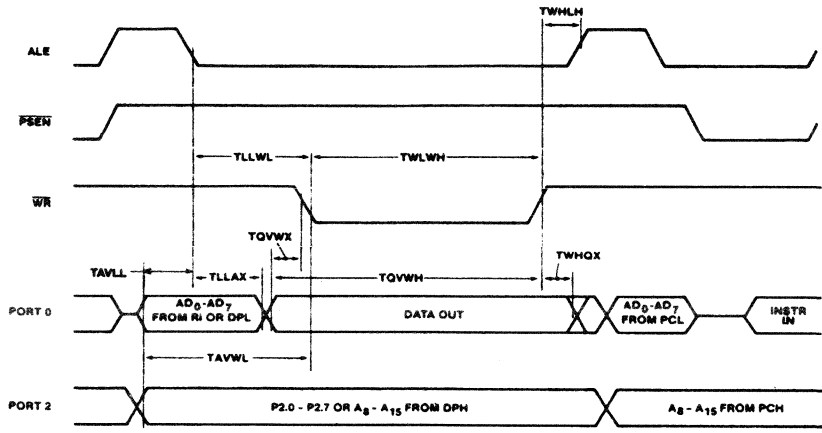 TWHLH
ALE
PSEN
TLLWL
TWLWH
WR
TQVWX
TWHQX
TAVLL
TLLAX
TQVWH
PORT 0
AD0-AD7
FROM RI OR DPL
DATA OUT
AD0-AD7
FROM PCL
INSTR
IN
TAVWL
PORT 2
P2.0 - P2.7 OR A8 - A15 FROM DPH
A8 - A15 FROM PCH